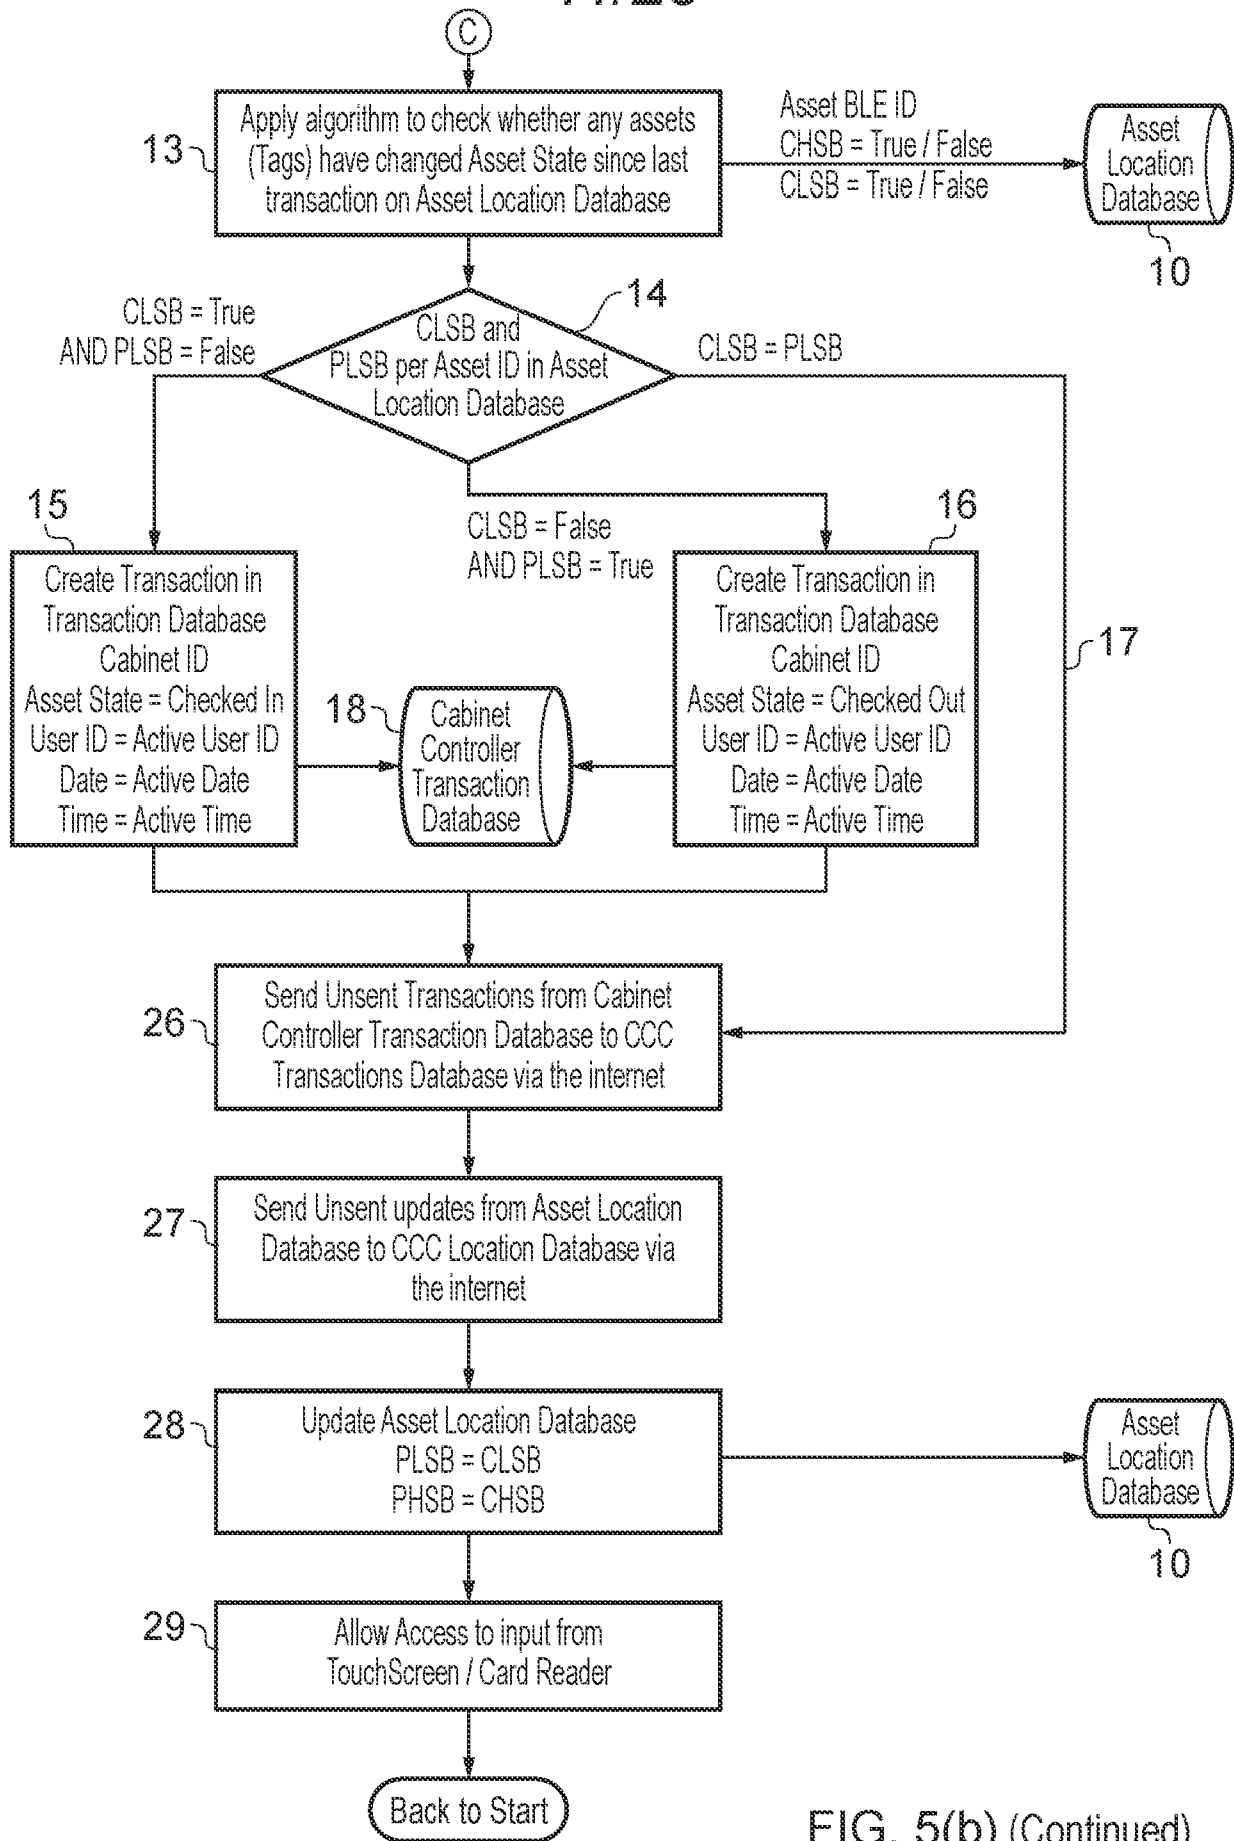 C
Apply algorithm to check whether any assets
(Tags) have changed Asset State since last
transaction on Asset Location Database
13
Asset BLE ID
CHSB = True / False
CLSB = True / False
Asset
Location
Database
10
14
CLSB = True
AND PLSB = False
CLSB and
PLSB per Asset ID in Asset
Location Database
CLSB = PLSB
15
CLSB = False
AND PLSB = True
16
17
Create Transaction in
Transaction Database
Cabinet ID
Asset State = Checked In
User ID = Active User ID
Date = Active Date
Time = Active Time
18
Cabinet
Controller
Transaction
Database
Create Transaction in
Transaction Database
Cabinet ID
Asset State = Checked Out
User ID = Active User ID
Date = Active Date
Time = Active Time
26
Send Unsent Transactions from Cabinet
Controller Transaction Database to CCC
Transactions Database via the internet
27
Send Unsent updates from Asset Location
Database to CCC Location Database via
the internet
28
Update Asset Location Database
PLSB = CLSB
PHSB = CHSB
Asset
Location
Database
10
29
Allow Access to input from
TouchScreen / Card Reader
Back to Start
FIG. 5(b) (Continued)